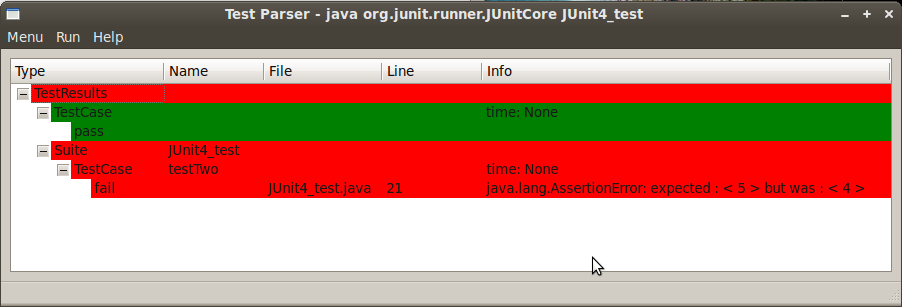 Test Parser - java org.junit.runner.JUnitCore JUnit4_test
Menu Run Help
Type Name File Line Info
TestResults
TestCase time: None
pass
Suite JUnit4_test
TestCase testTwo time: None
fail JUnit4_test.java 21 java.lang.AssertionError: expected : < 5 > but was : < 4 >